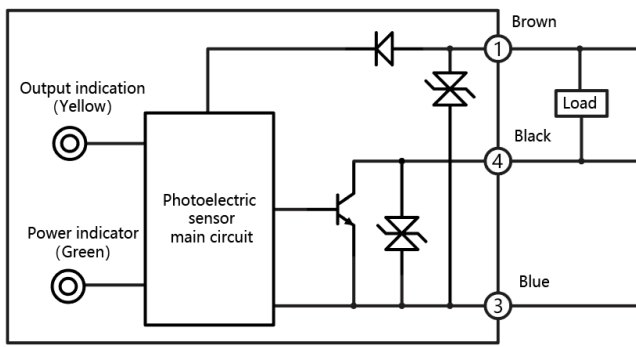 Brown
1
Output indication
(Yellow)
Load
Black
4
Photoelectric
sensor
main circuit
Power indicator
(Green)
Blue
3